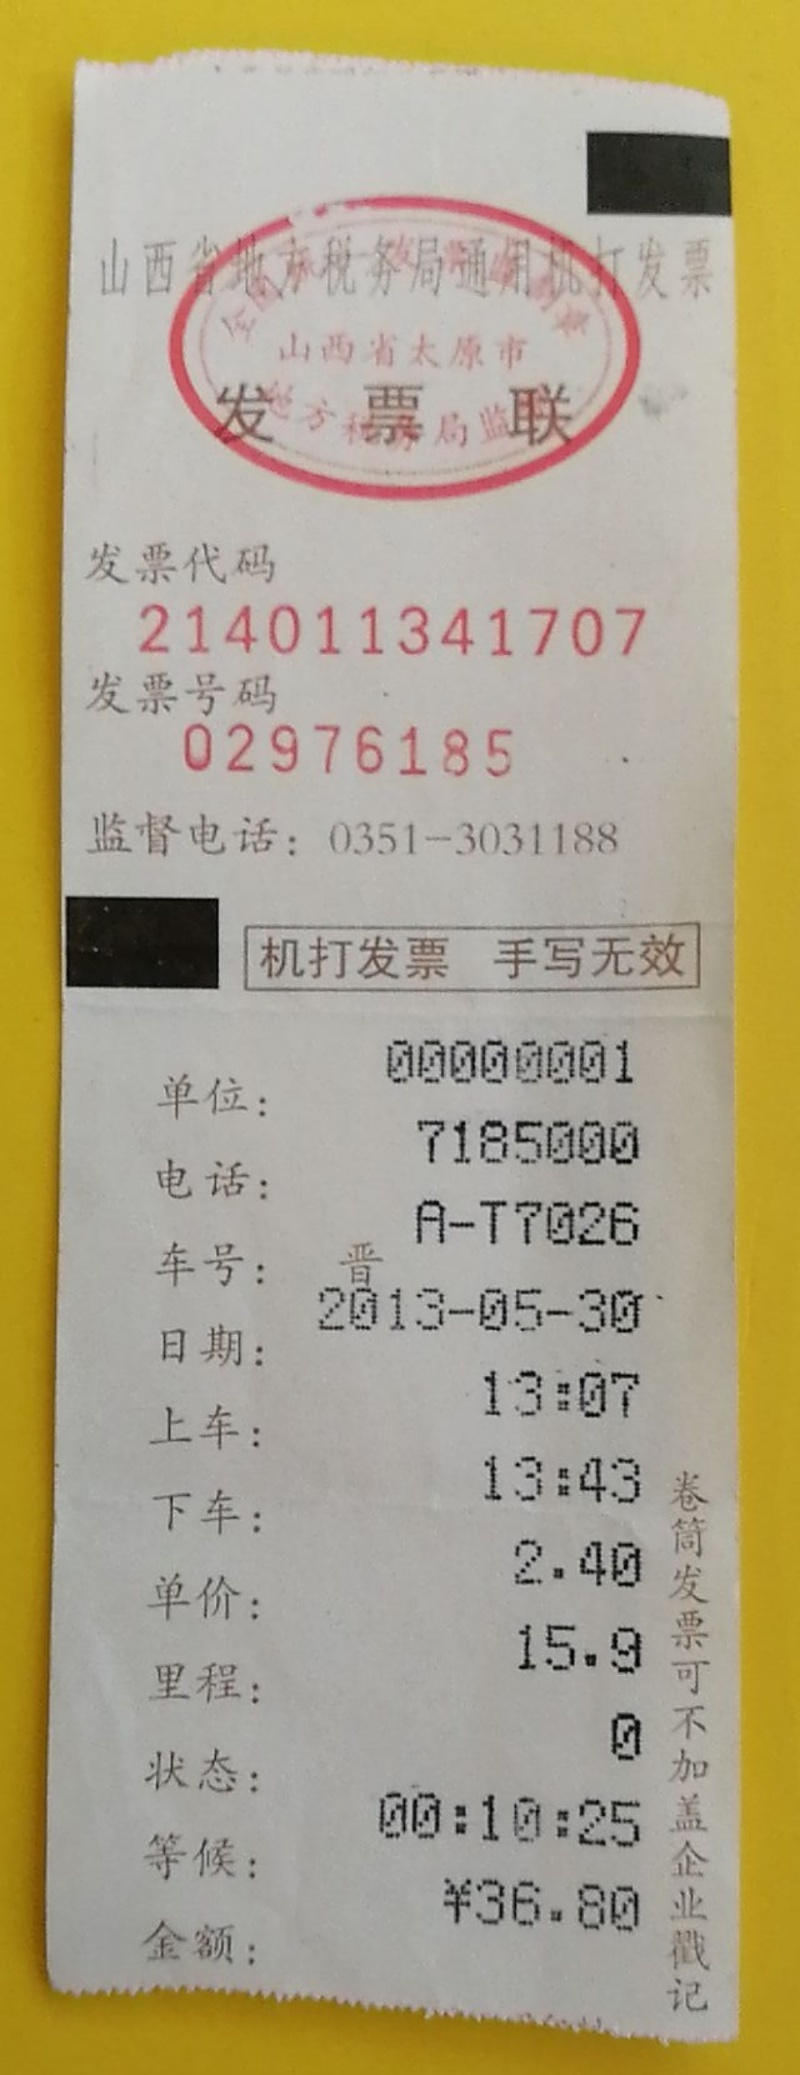 山西省地方税务局通用机打发票
山西省太原市
发票联
地方税务局监制
发票代码
214011341707
发票号码
02976185
监督电话：0351-3031188
机打发票 手写无效
单位： 00000001
电话： 7185000
车号： 晋 A-T7026
日期： 2013-05-30
上车： 13:07
下车： 13:43
单价： 2.40
里程： 15.9
状态： 0
等候： 00:10:25
金额： ¥36.80
卷筒发票可不加盖企业戳记